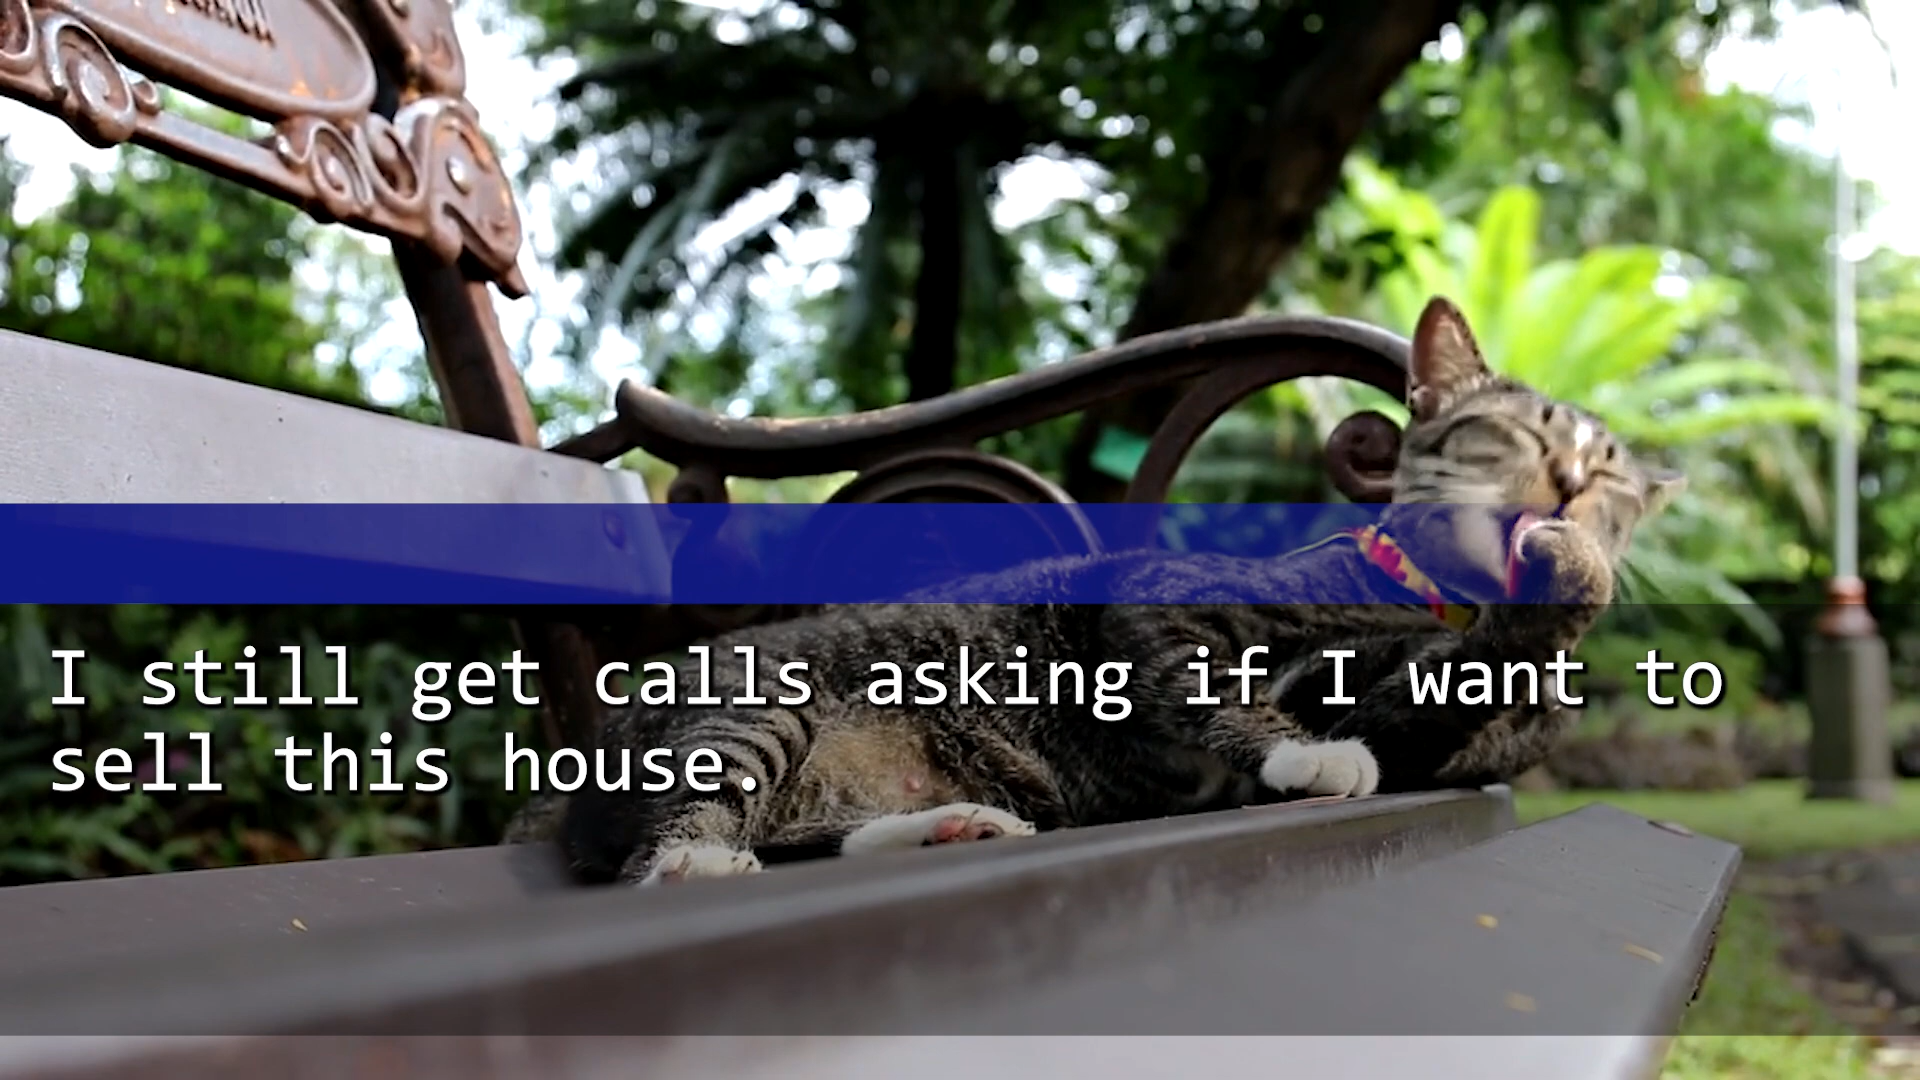 I still get calls asking if I want to
sell this house.